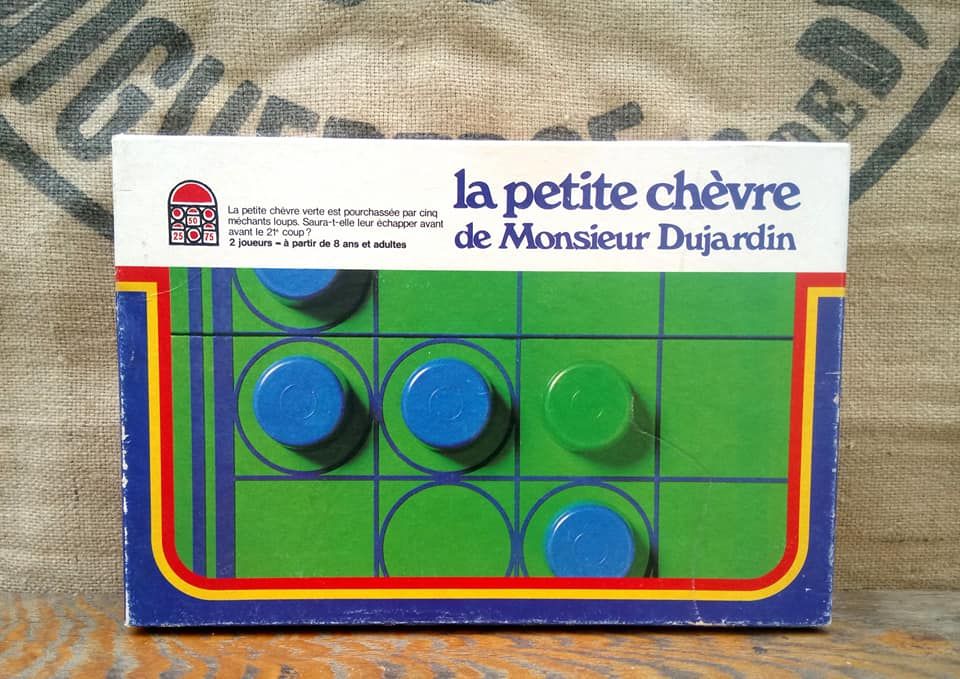 la petite chèvre
de Monsieur Dujardin
La petite chèvre verte est pourchassée par cinq
méchants loups. Saura-t-elle leur échapper avant
avant le 21e coup ?
2 joueurs – à partir de 8 ans et adultes
50
25 75